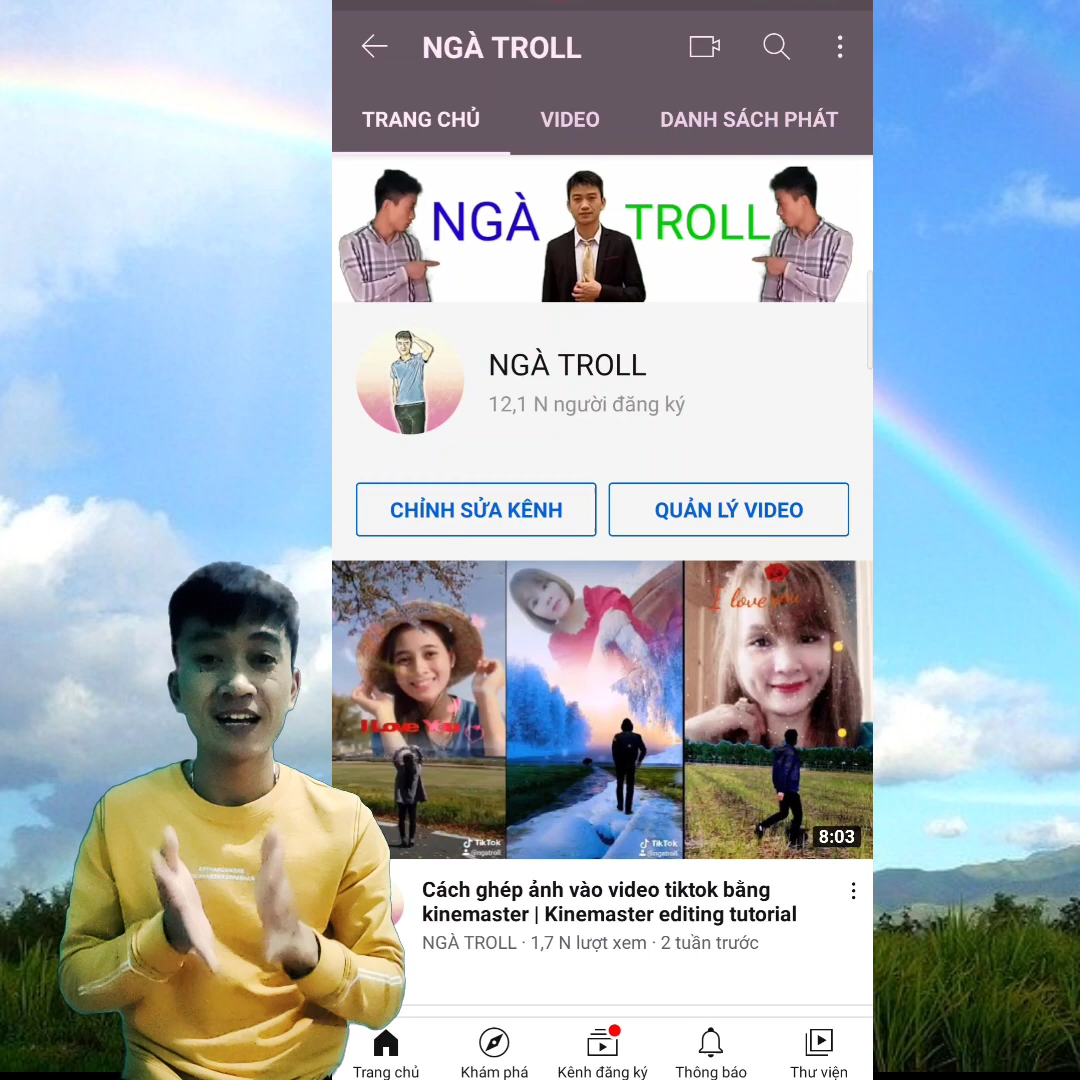 NGÀ TROLL
TRANG CHỦ VIDEO DANH SÁCH PHÁT
NGÀ TROLL
NGÀ TROLL
12,1 N người đăng ký
CHỈNH SỬA KÊNH QUẢN LÝ VIDEO
I love you
I Love You
TikTok
@ngatroll
TikTok
@ngatroll
8:03
Cách ghép ảnh vào video tiktok bằng
kinemaster | Kinemaster editing tutorial
NGÀ TROLL · 1,7 N lượt xem · 2 tuần trước
Trang chủ Khám phá Kênh đăng ký Thông báo Thư viện